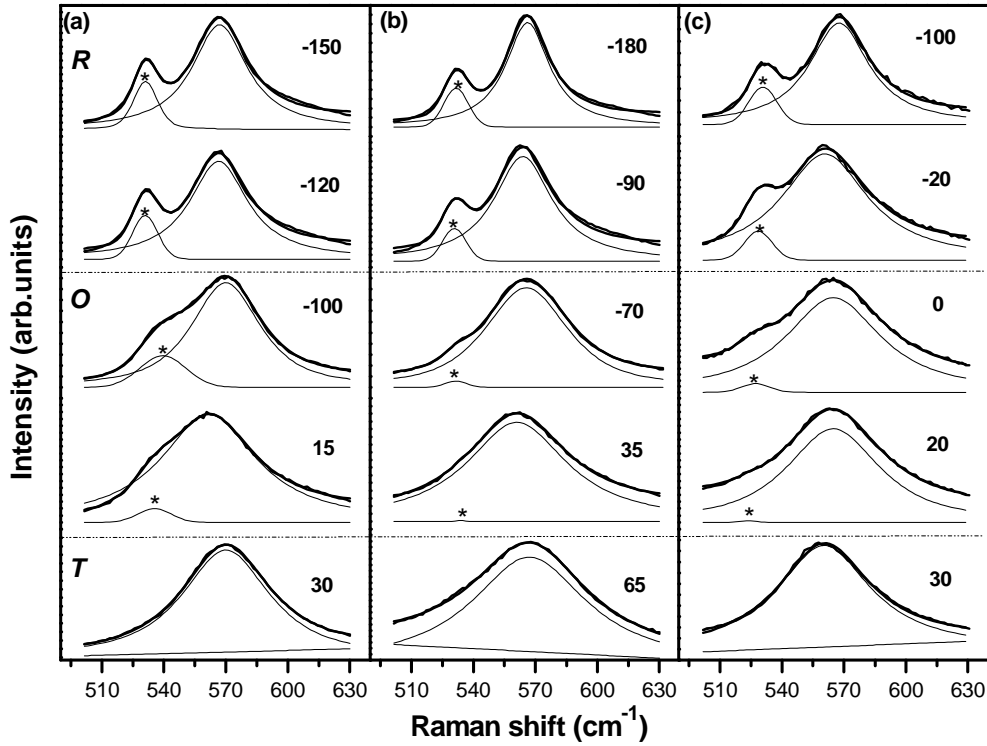 (a) (b) (c)
R -150 -180 -100
* * *
-120 -90 -20
* * *
O -100 -70 0
* * *
15 35 20
* * *
T 30 65 30
Intensity (arb.units)
510 540 570 600 630 510 540 570 600 630 510 540 570 600 630
Raman shift (cm-1)